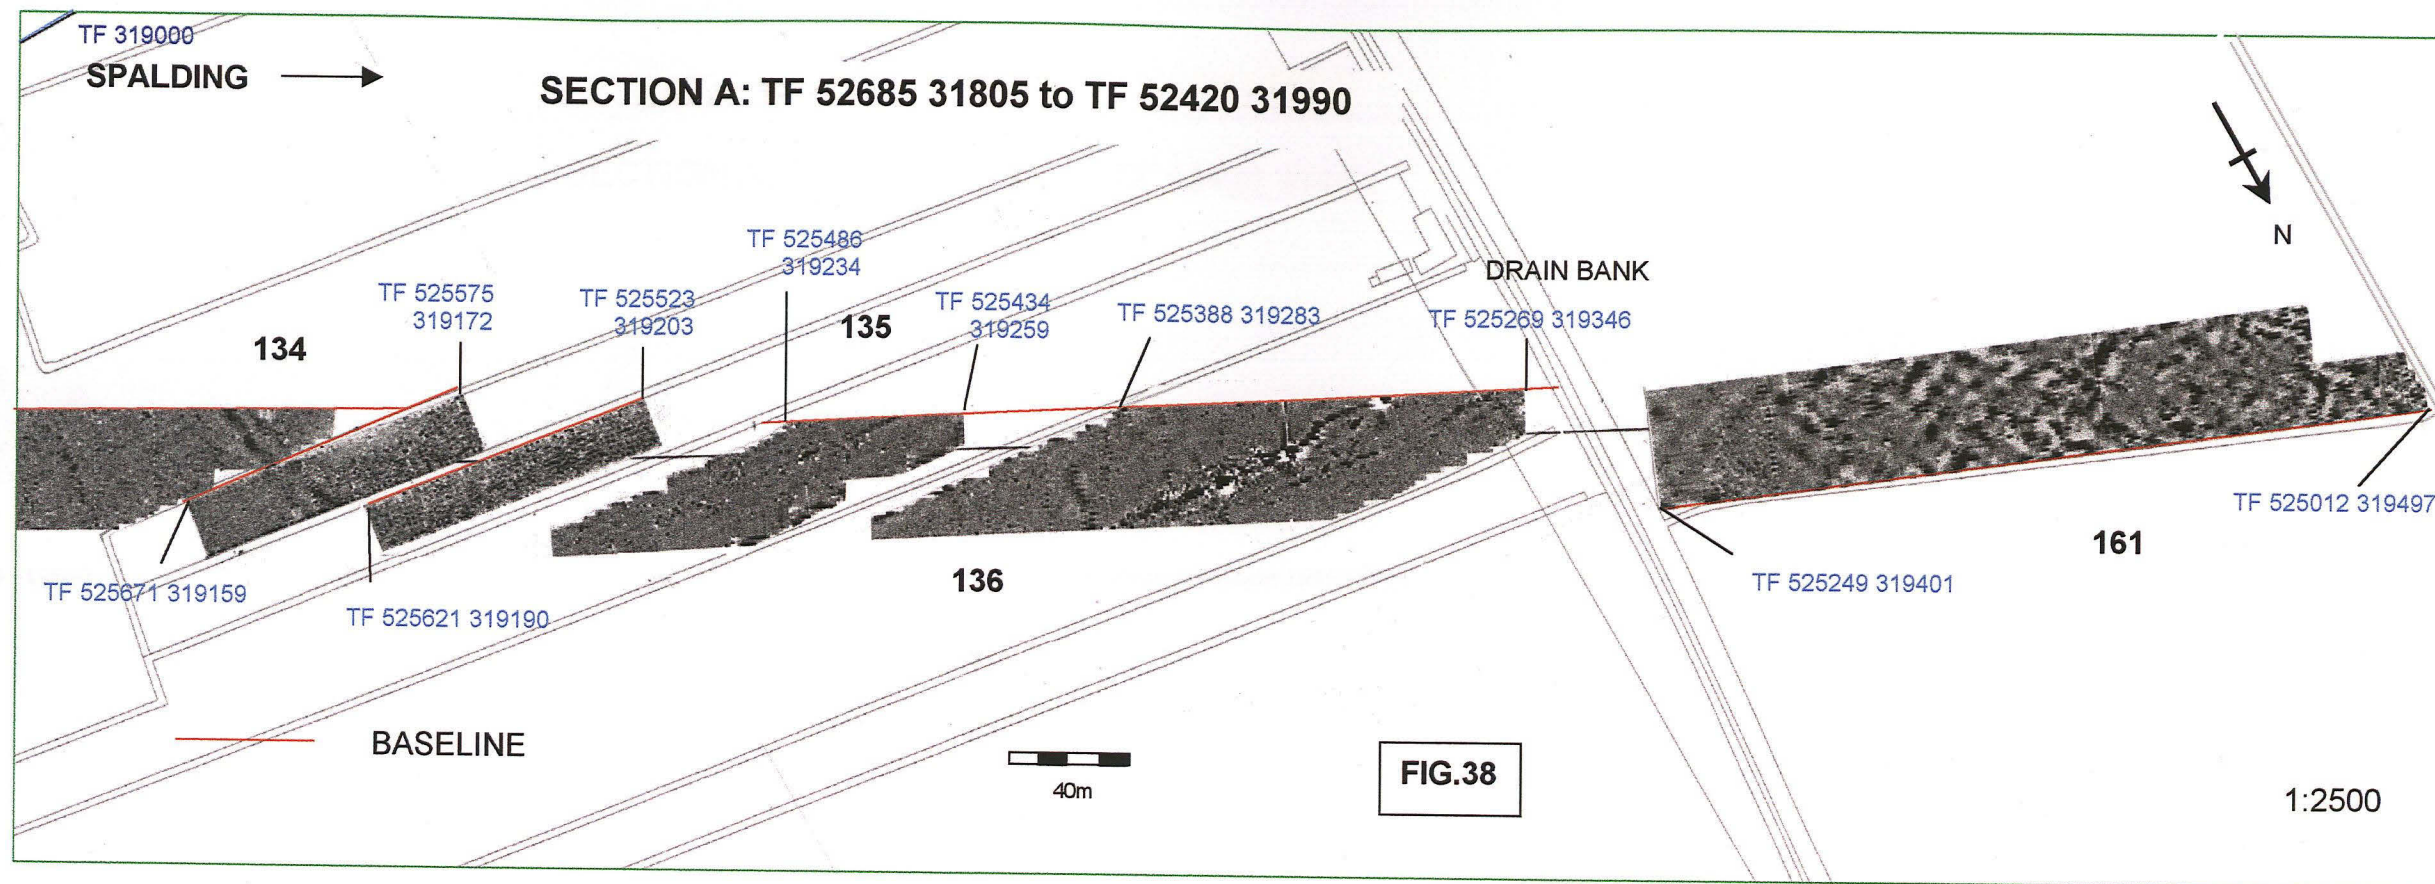 TF 319000
SPALDING
SECTION A: TF 52685 31805 to TF 52420 31990
N
TF 525486
319234
DRAIN BANK
TF 525575
319172
TF 525523
319203
135
TF 525434
319259
TF 525388 319283
TF 525269 319346
134
TF 525012 319497
161
TF 525671 319159
TF 525621 319190
136
TF 525249 319401
BASELINE
40m
FIG.38
1:2500